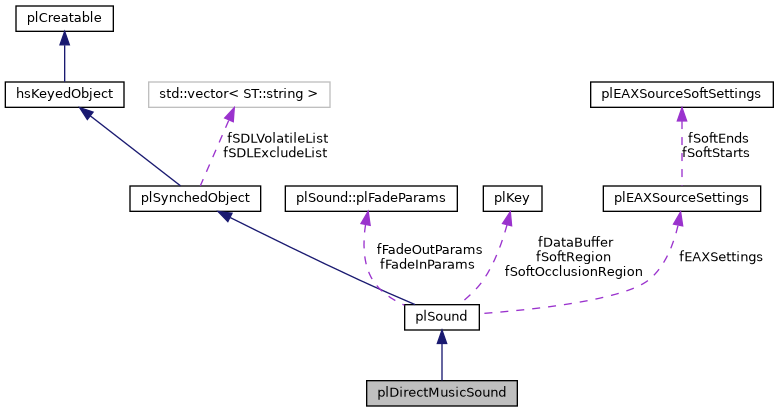 plCreatable
hsKeyedObject
std::vector< ST::string >
plEAXSourceSoftSettings
fSDLVolatileList
fSDLExcludeList
fSoftEnds
fSoftStarts
plSynchedObject
plSound::plFadeParams
plKey
plEAXSourceSettings
fFadeOutParams
fFadeInParams
fDataBuffer
fSoftRegion
fSoftOcclusionRegion
fEAXSettings
plSound
plDirectMusicSound